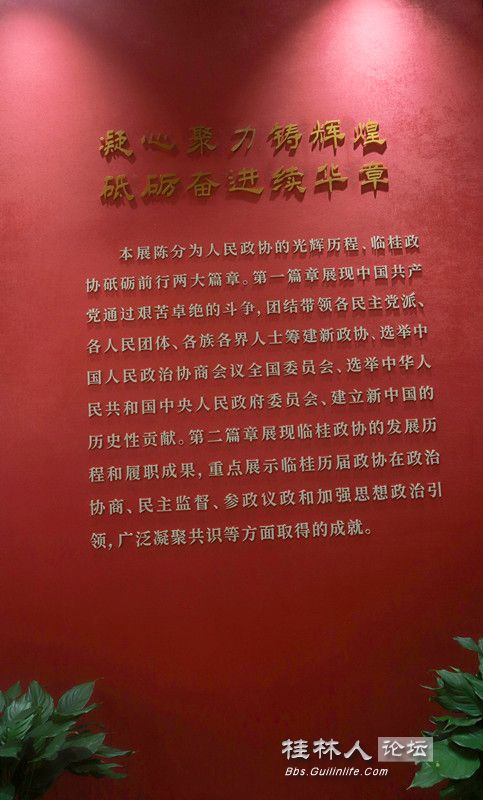 凝心聚力铸辉煌
砥砺奋进续华章
本展陈分为人民政协的光辉历程、临桂政
协砥砺前行两大篇章。第一篇章展现中国共产
党通过艰苦卓绝的斗争,团结带领各民主党派、
各人民团体、各族各界人士筹建新政协、选举中
国人民政治协商会议全国委员会、选举中华人
民共和国中央人民政府委员会、建立新中国的
历史性贡献。第二篇章展现临桂政协的发展历
程和履职成果，重点展示临桂历届政协在政治
协商、民主监督、参政议政和加强思想政治引
领,广泛凝聚共识等方面取得的成就。
桂林人论坛
Bbs.Guilinlife.Com